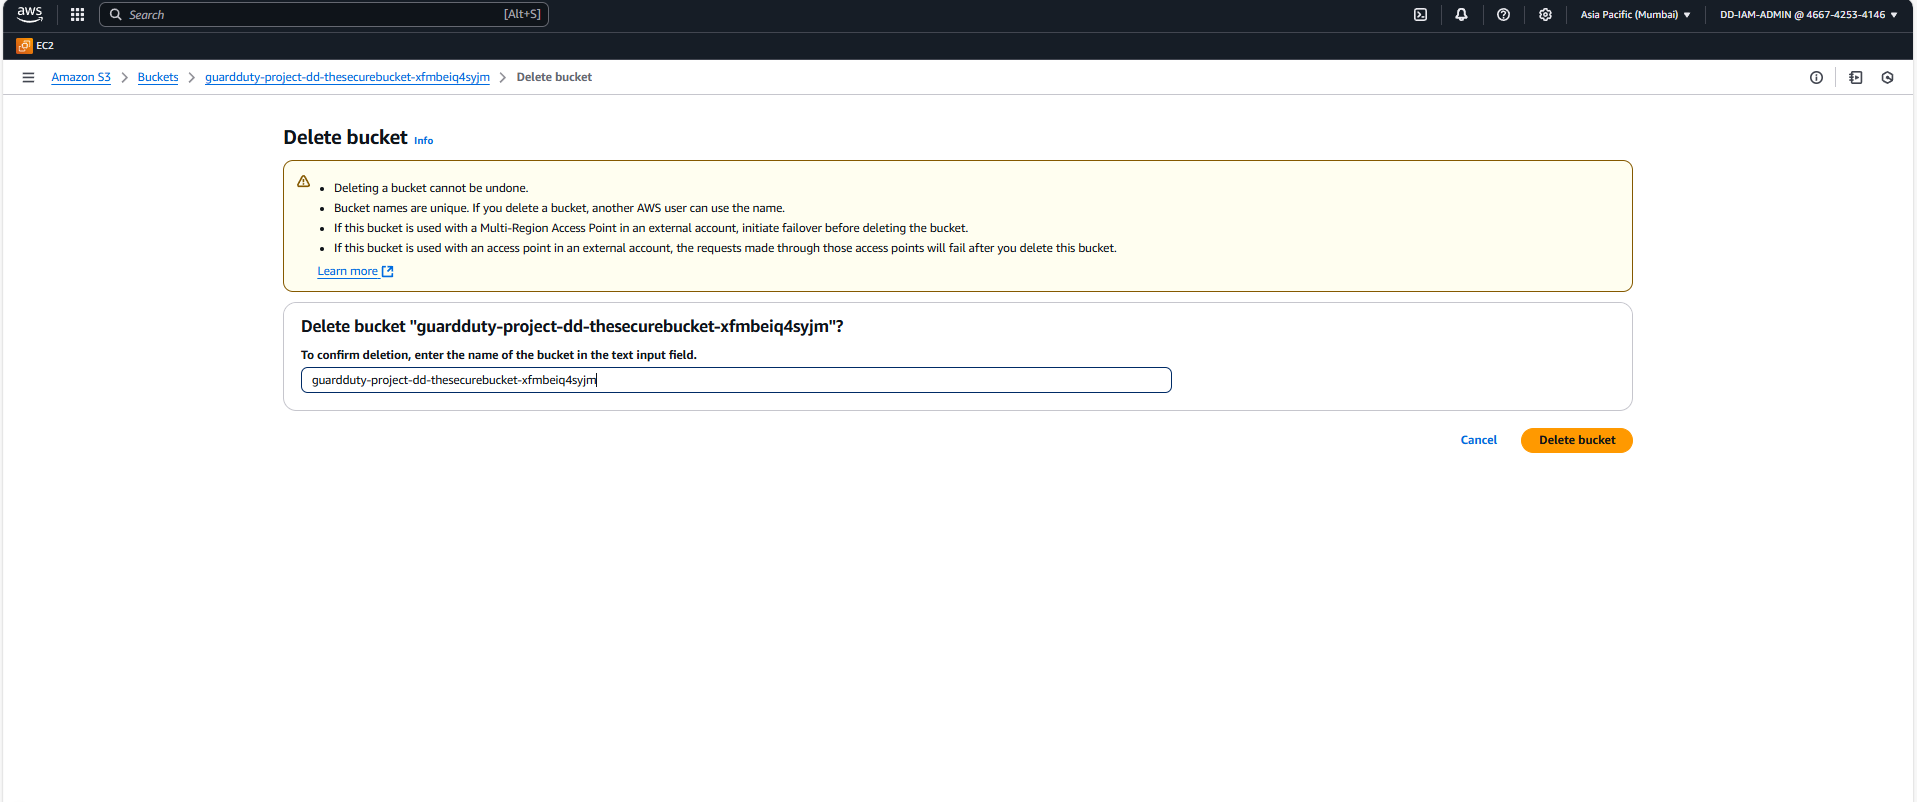 aws Search [Alt+S] Asia Pacific (Mumbai) ▼ DD-IAM-ADMIN @ 4667-4253-4146 ▼
EC2
Amazon S3 > Buckets > guardduty-project-dd-thesecurebucket-xfmbeiq4syjm > Delete bucket
Delete bucket Info
• Deleting a bucket cannot be undone.
• Bucket names are unique. If you delete a bucket, another AWS user can use the name.
• If this bucket is used with a Multi-Region Access Point in an external account, initiate failover before deleting the bucket.
• If this bucket is used with an access point in an external account, the requests made through those access points will fail after you delete this bucket.
Learn more
Delete bucket "guardduty-project-dd-thesecurebucket-xfmbeiq4syjm"?
To confirm deletion, enter the name of the bucket in the text input field.
guardduty-project-dd-thesecurebucket-xfmbeiq4syjm
Cancel Delete bucket